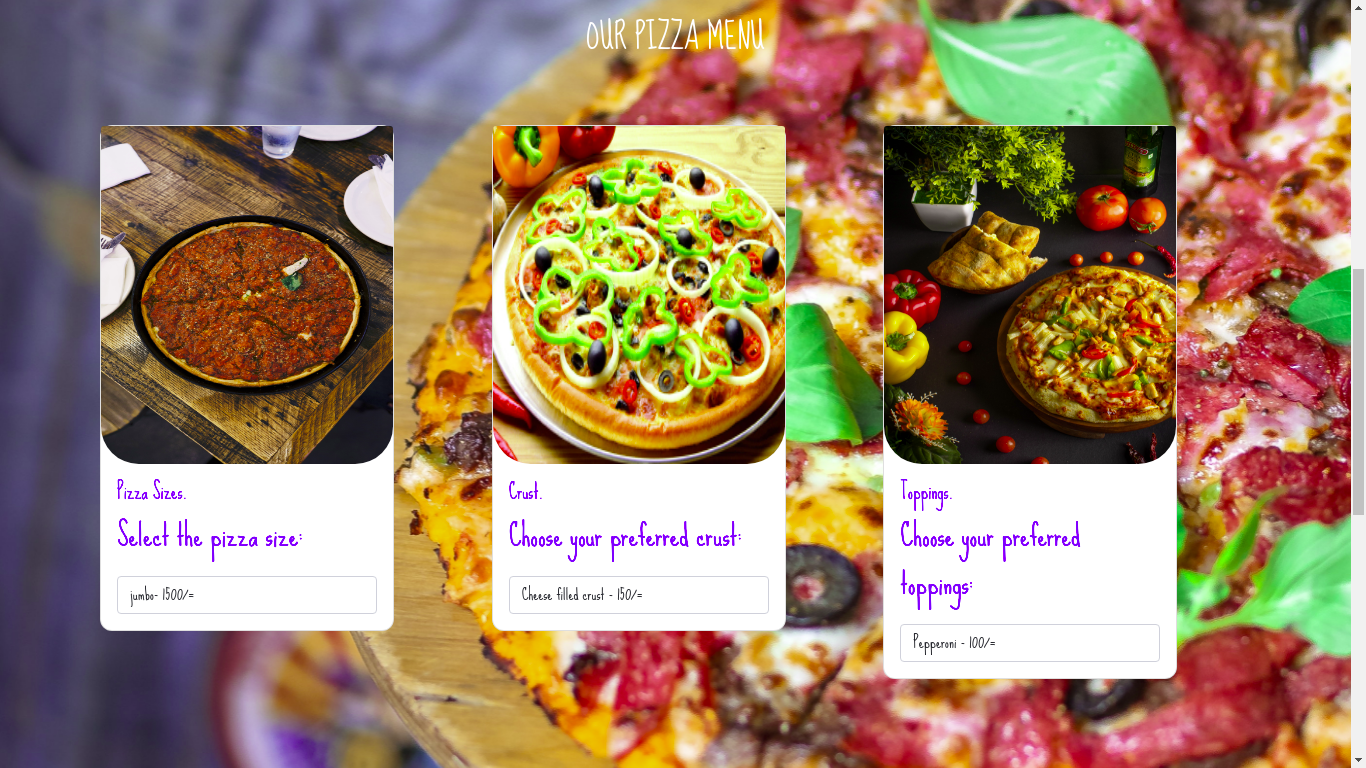 OUR PIZZA MENU
Pizza Sizes.
Select the pizza size:
jumbo- 1500/=
Crust.
Choose your preferred crust:
Cheese filled crust - 150/=
Toppings.
Choose your preferred
toppings:
Pepperoni - 100/=